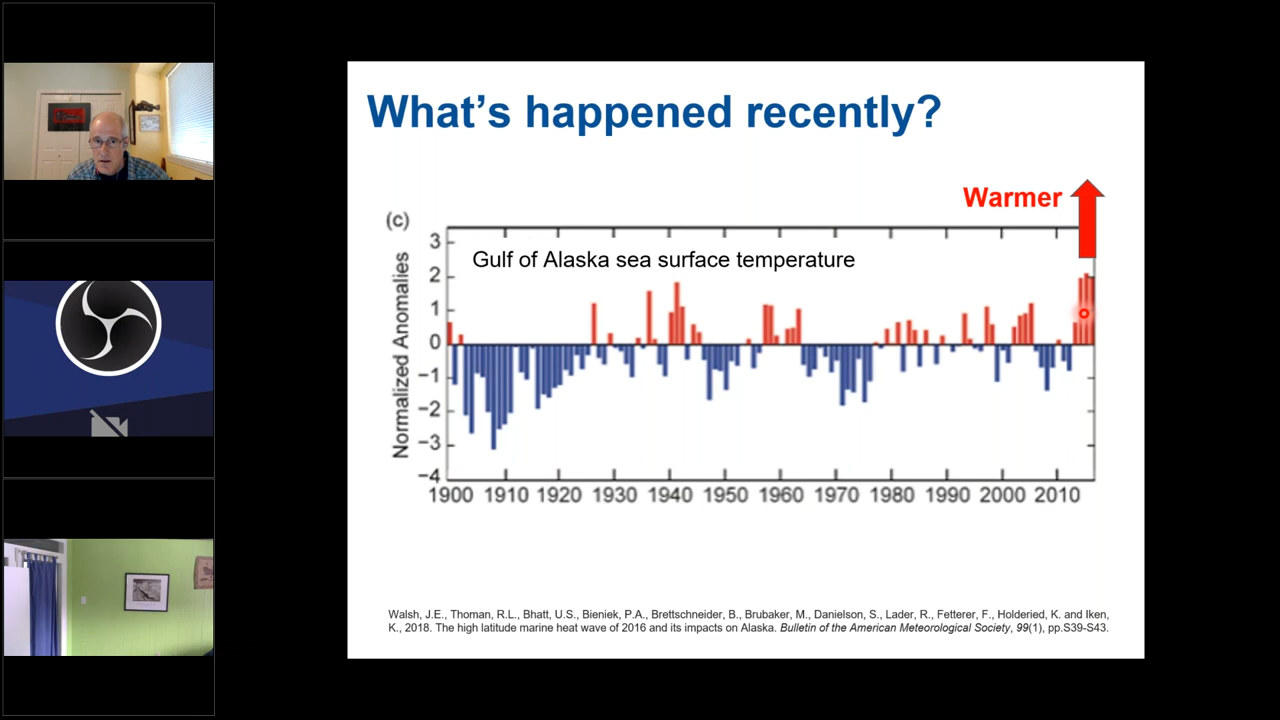 What's happened recently?
Warmer
(c)
Gulf of Alaska sea surface temperature
Normalized Anomalies
3
2
1
0
−1
−2
−3
−4
1900 1910 1920 1930 1940 1950 1960 1970 1980 1990 2000 2010
Walsh, J.E., Thoman, R.L., Bhatt, U.S., Bieniek, P.A., Brettschneider, B., Brubaker, M., Danielson, S., Lader, R., Fetterer, F., Holderied, K. and Iken,
K., 2018. The high latitude marine heat wave of 2016 and its impacts on Alaska. Bulletin of the American Meteorological Society, 99(1), pp.S39-S43.